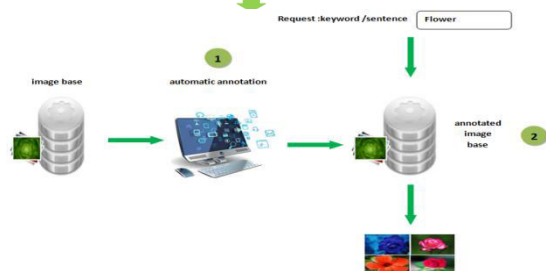 Request :keyword /sentence Flower
1
image base
automatic annotation
annotated
image
base
2